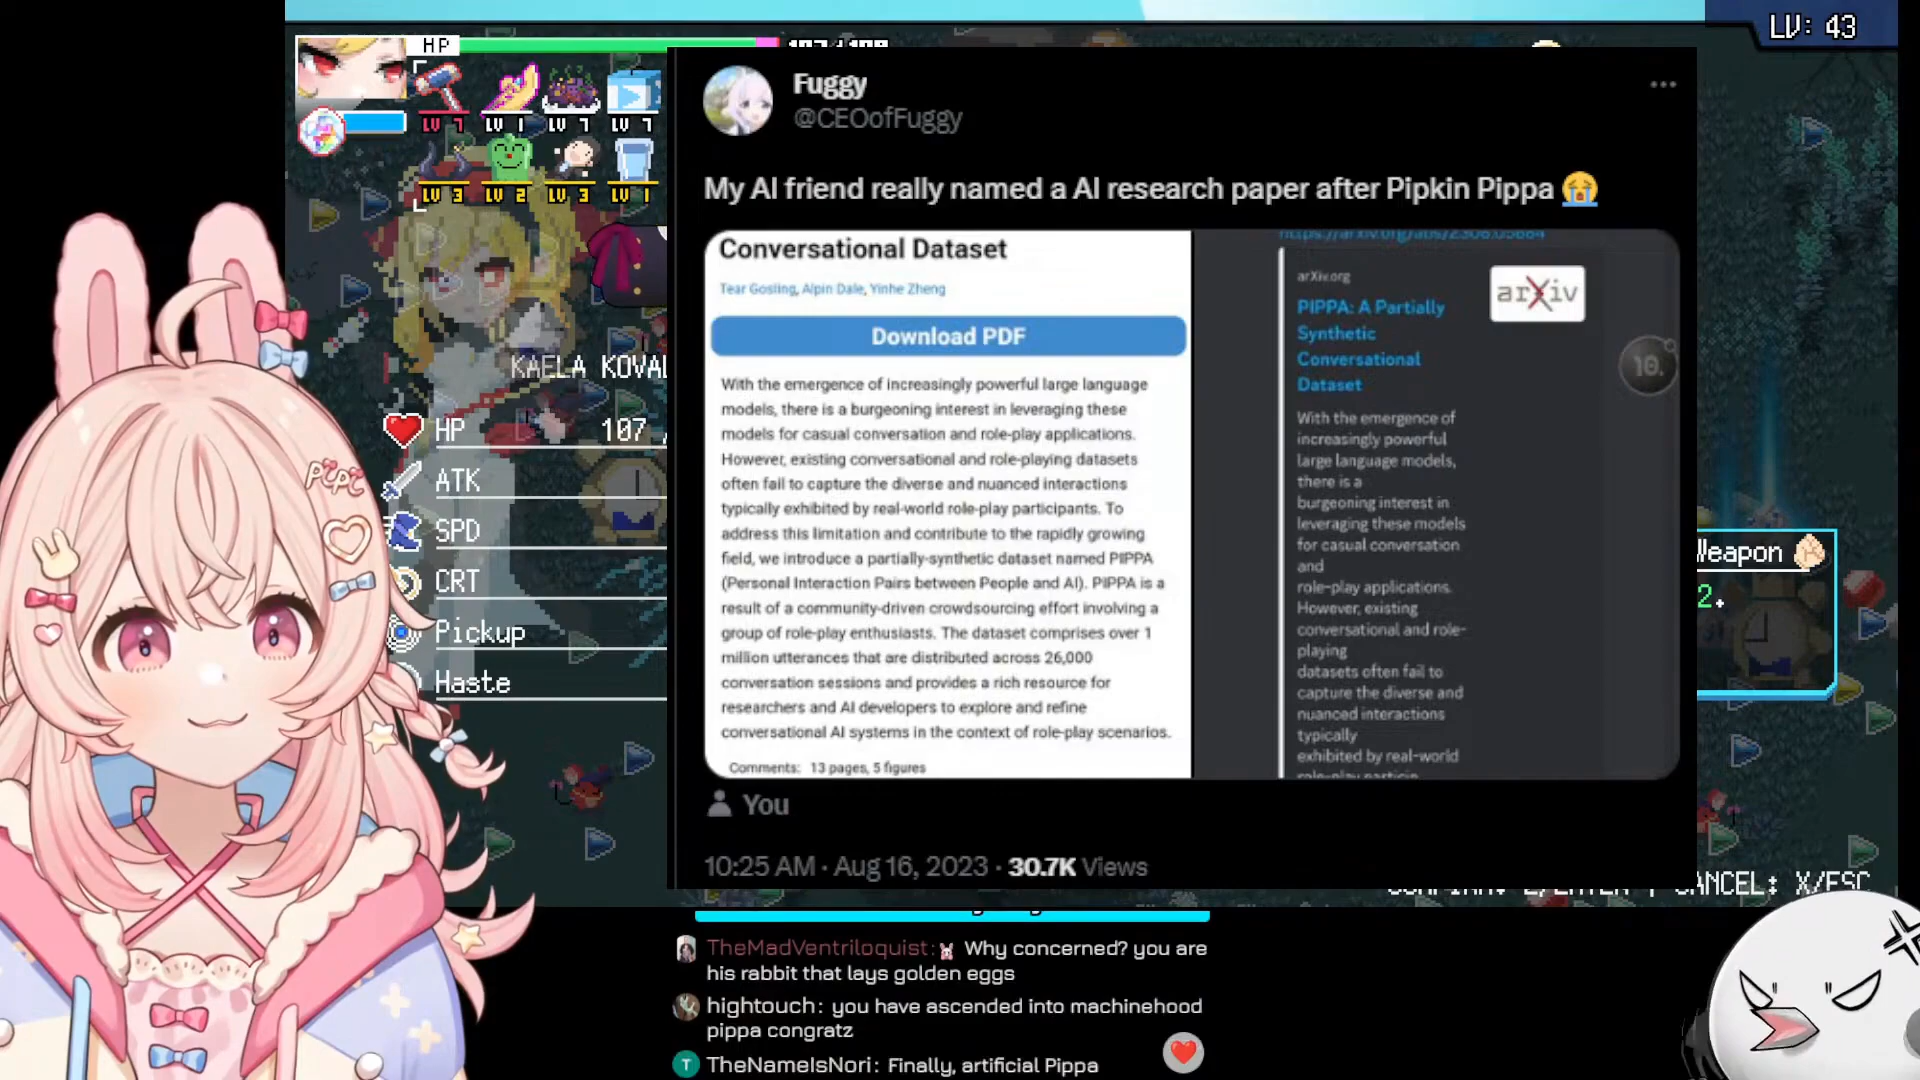 LV: 43
HP
LV 7
LV 1
LV 7
LV 7
LV 3
LV 2
LV 3
LV 1
KAELA KOVAL
HP 107 /
ATK
SPD
CRT
Pickup
Haste
pipi
Fuggy
@CEOofFuggy
My AI friend really named a AI research paper after Pipkin Pippa 😭
Conversational Dataset
Tear Gosling, Alpin Dale, Yinhe Zheng
Download PDF
With the emergence of increasingly powerful large language
models, there is a burgeoning interest in leveraging these
models for casual conversation and role-play applications.
However, existing conversational and role-playing datasets
often fail to capture the diverse and nuanced interactions
typically exhibited by real-world role-play participants. To
address this limitation and contribute to the rapidly growing
field, we introduce a partially-synthetic dataset named PIPPA
(Personal Interaction Pairs between People and AI). PIPPA is a
result of a community-driven crowdsourcing effort involving a
group of role-play enthusiasts. The dataset comprises over 1
million utterances that are distributed across 26,000
conversation sessions and provides a rich resource for
researchers and AI developers to explore and refine
conversational AI systems in the context of role-play scenarios.
Comments: 13 pages, 5 figures
https://arxiv.org/abs/2308.05884
arXiv.org
arXiv
PIPPA: A Partially
Synthetic
Conversational
Dataset
With the emergence of
increasingly powerful
large language models,
there is a
burgeoning interest in
leveraging these models
for casual conversation
and
role-play applications.
However, existing
conversational and role-
playing
datasets often fail to
capture the diverse and
nuanced interactions
typically
exhibited by real-world
10.
You
10:25 AM · Aug 16, 2023 · 30.7K Views
Weapon
2.
CANCEL: X/ESC
TheMadVentriloquist: Why concerned? you are
his rabbit that lays golden eggs
hightouch: you have ascended into machinehood
pippa congratz
T TheNameIsNori: Finally, artificial Pippa